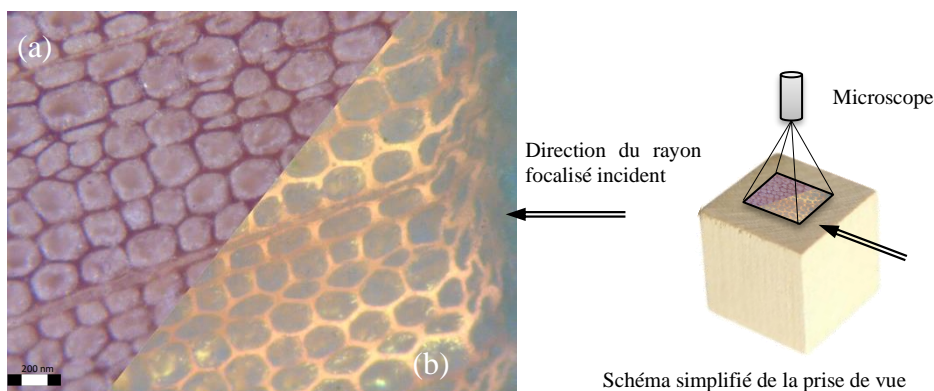 (a)
Microscope
Direction du rayon
focalisé incident
(b)
200 nm
Schéma simplifié de la prise de vue